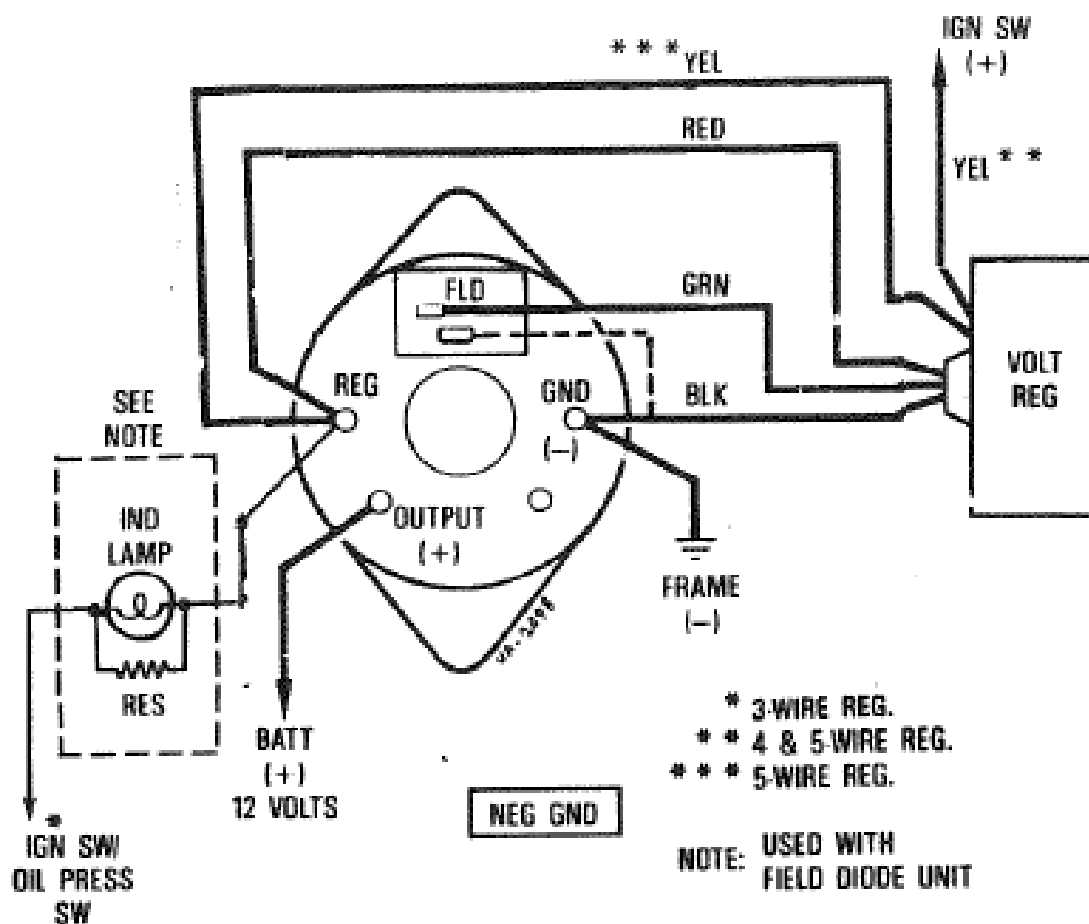 IGN SW
(+)
* * * YEL
RED
YEL * *
FLD
GRN
VOLT
REG
REG
GND
(–)
BLK
SEE
NOTE
IND
LAMP
OUTPUT
(+)
FRAME
(–)
RES
BATT
(+)
12 VOLTS
* 3-WIRE REG.
* * 4 & 5-WIRE REG.
* * * 5-WIRE REG.
NEG GND
*
IGN SW/
OIL PRESS
SW
NOTE: USED WITH
FIELD DIODE UNIT